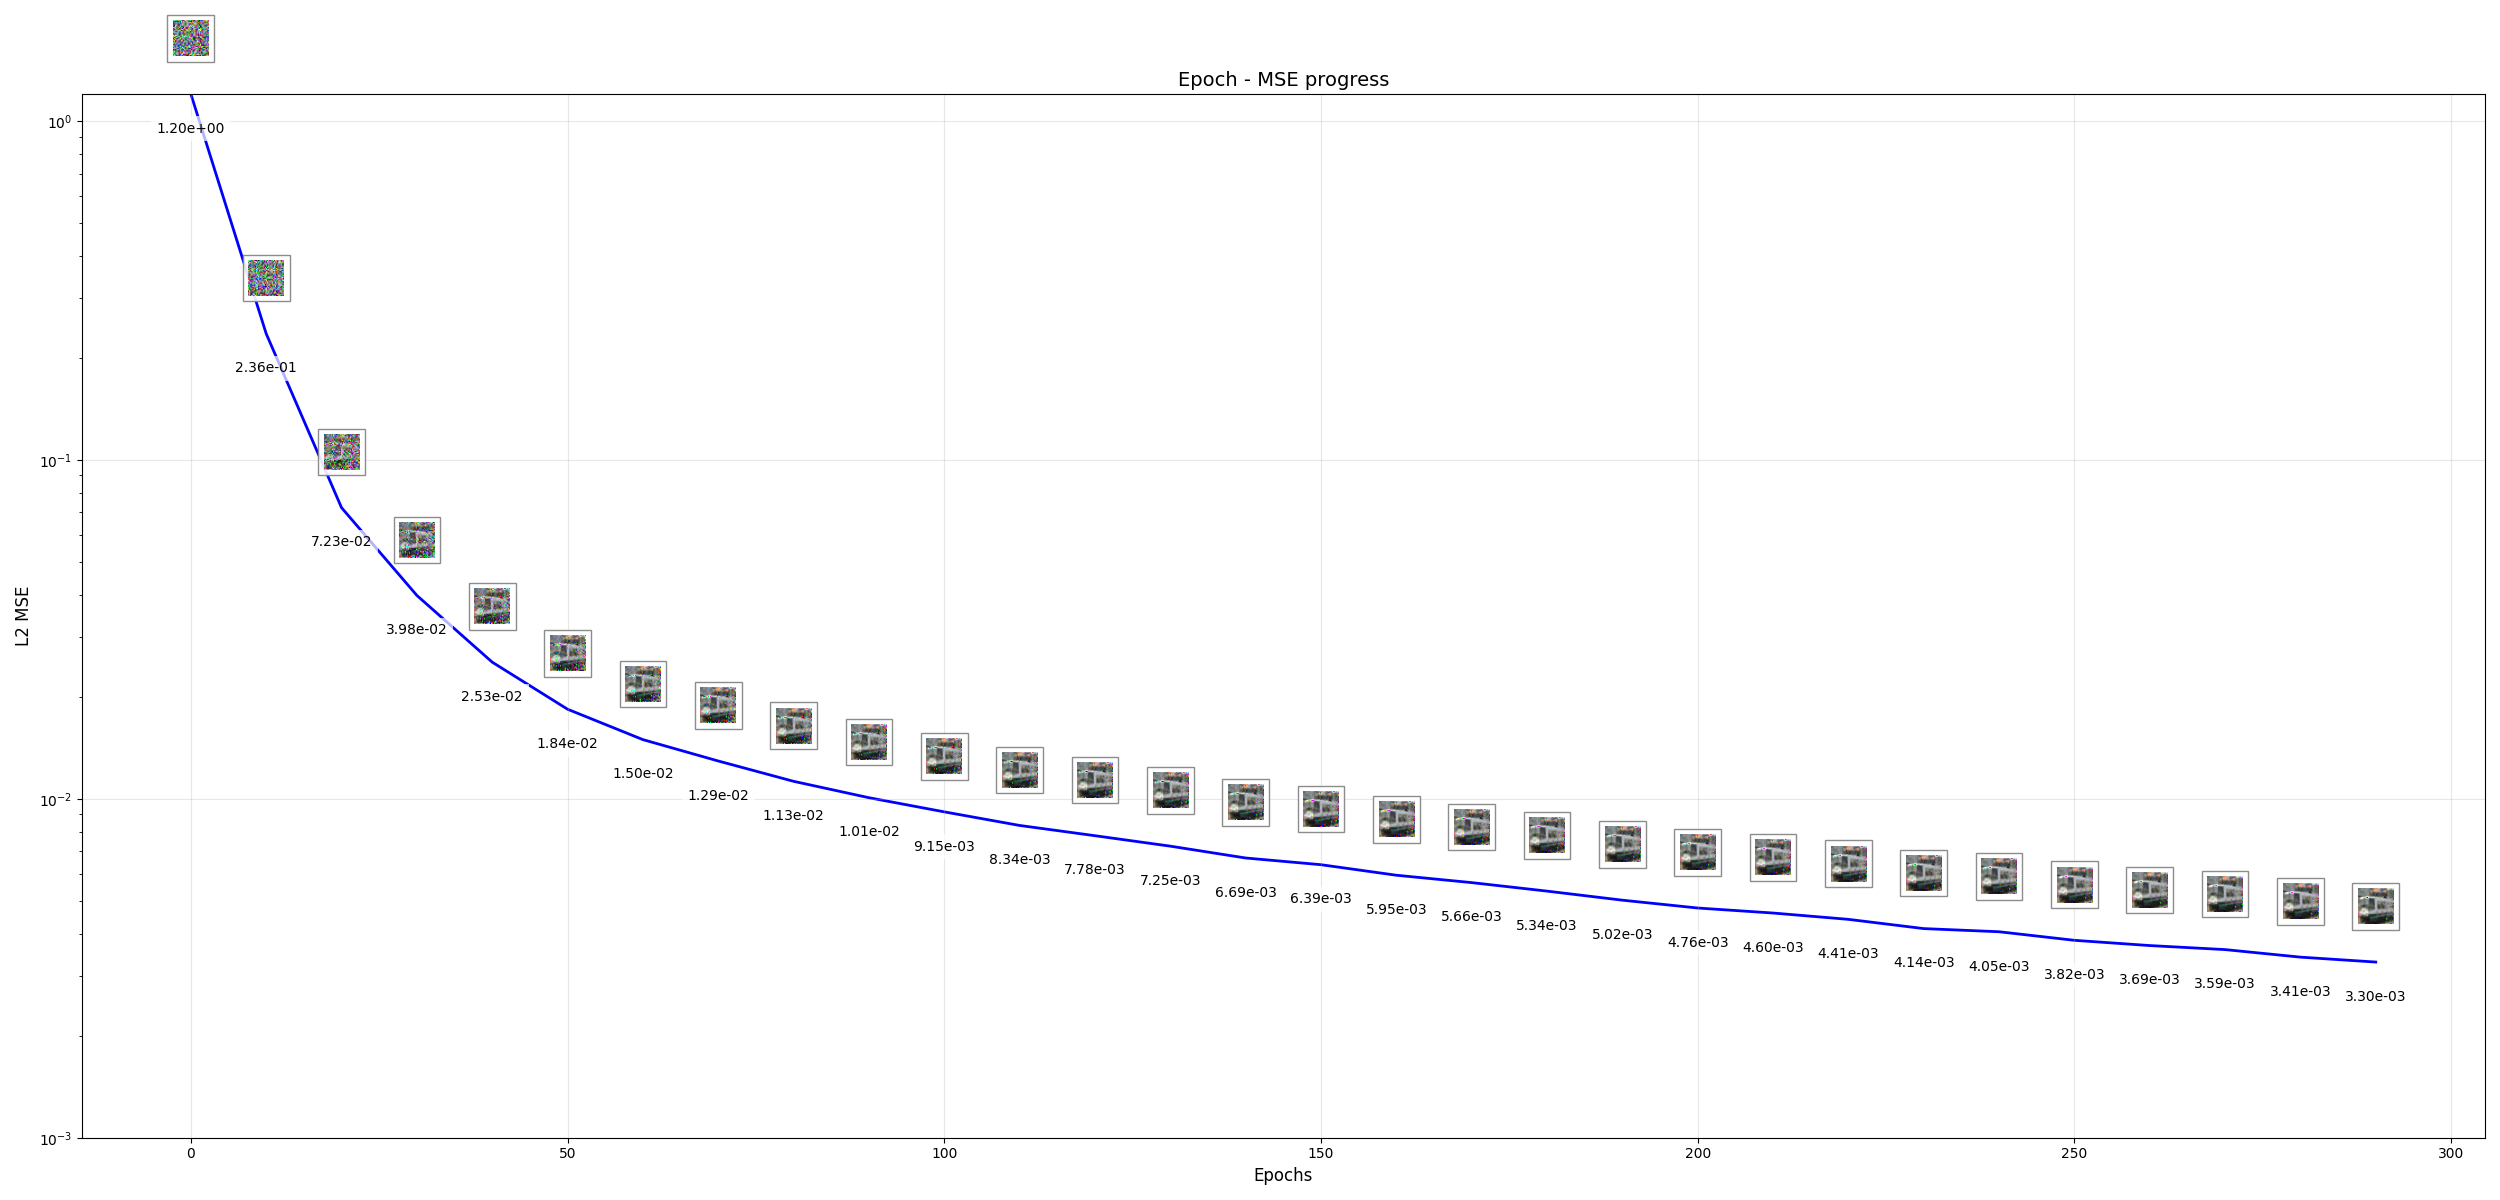 Epoch - MSE progress
10⁰
10⁻¹
10⁻²
10⁻³
L2 MSE
1.20e+00
2.36e-01
7.23e-02
3.98e-02
2.53e-02
1.84e-02
1.50e-02
1.29e-02
1.13e-02
1.01e-02
9.15e-03
8.34e-03
7.78e-03
7.25e-03
6.69e-03
6.39e-03
5.95e-03
5.66e-03
5.34e-03
5.02e-03
4.76e-03
4.60e-03
4.41e-03
4.14e-03
4.05e-03
3.82e-03
3.69e-03
3.59e-03
3.41e-03
3.30e-03
0 50 100 150 200 250 300
Epochs